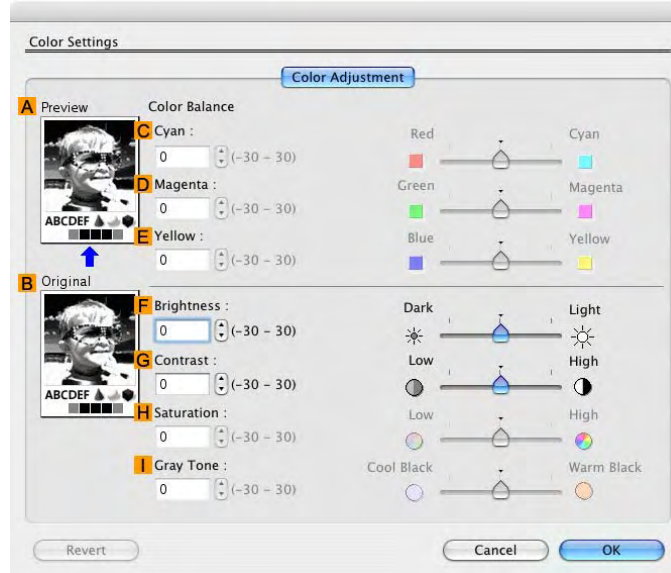 Color Settings
Color Adjustment
A Preview
Color Balance
C Cyan :
0 (-30 – 30)
Red Cyan
D Magenta :
0 (-30 – 30)
Green Magenta
E Yellow :
0 (-30 – 30)
Blue Yellow
ABCDEF
B Original
ABCDEF
F Brightness :
0 (-30 – 30)
Dark Light
G Contrast :
0 (-30 – 30)
Low High
H Saturation :
0 (-30 – 30)
Low High
I Gray Tone :
0 (-30 – 30)
Cool Black Warm Black
Revert Cancel OK